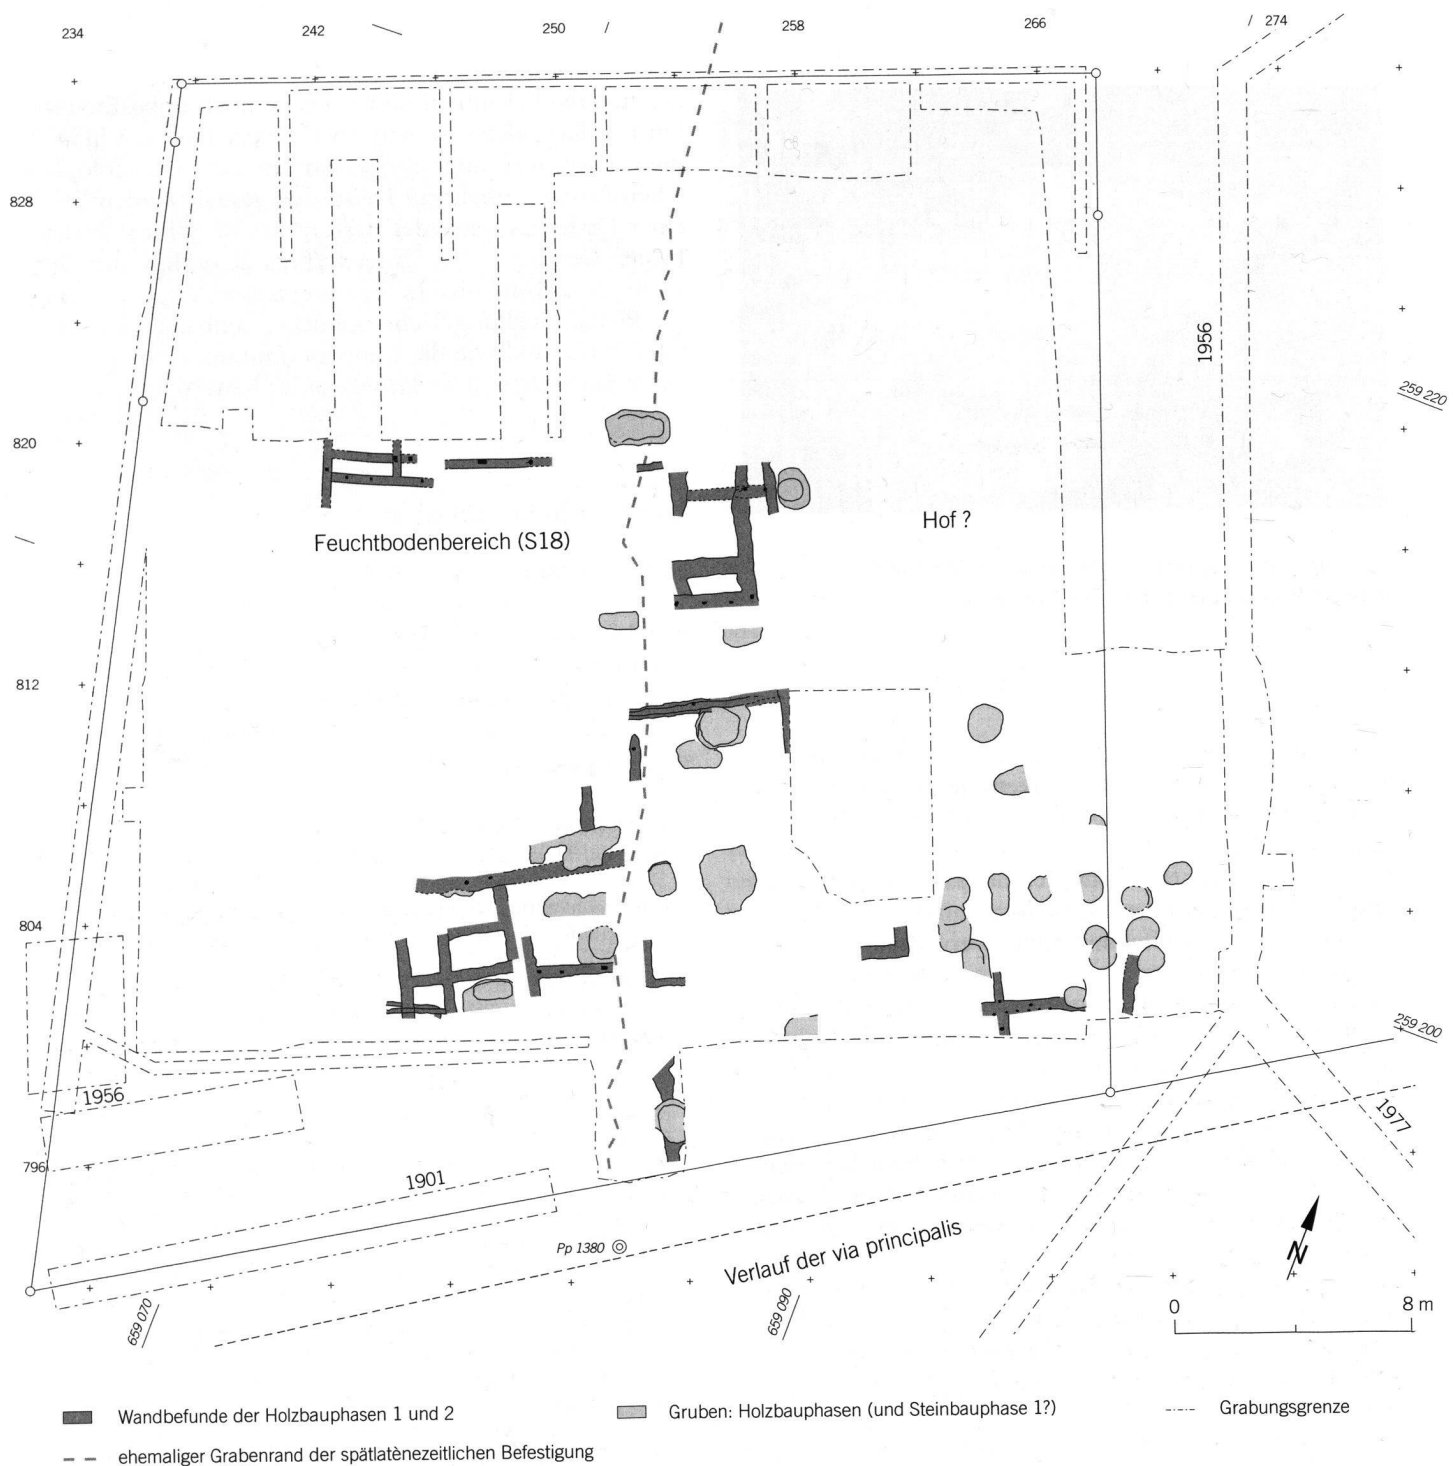 234 242 250 258 266 274
828
1956
259 220
820
Hof ?
Feuchtbodenbereich (S18)
812
804
259 200
1956
1977
796
1901
Pp 1380
Verlauf der via principalis
N
659 070
659 090
0 8 m
Wandbefunde der Holzbauphasen 1 und 2
Gruben: Holzbauphasen (und Steinbauphase 1?)
Grabungsgrenze
ehemaliger Grabenrand der spätlatènezeitlichen Befestigung